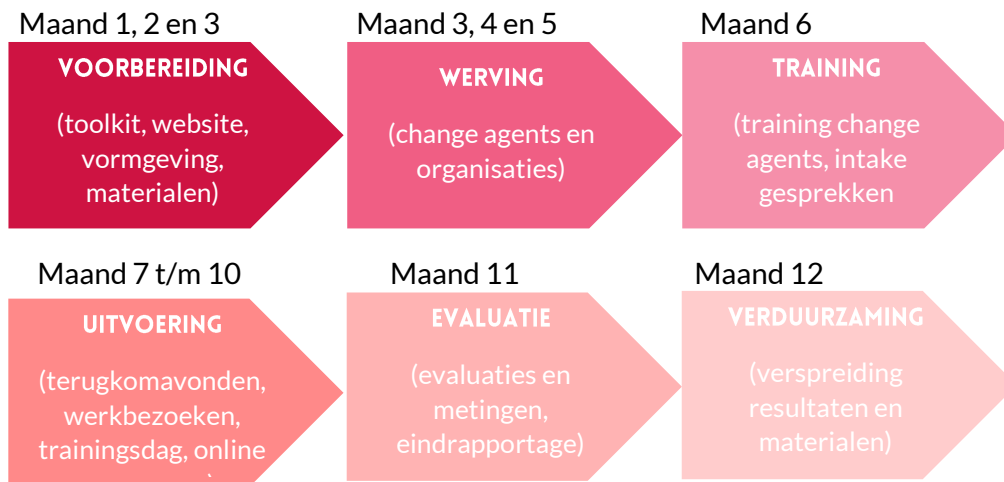 Maand 1, 2 en 3
VOORBEREIDING
(toolkit, website,
vormgeving,
materialen)
Maand 3, 4 en 5
WERVING
(change agents en
organisaties)
Maand 6
TRAINING
(training change
agents, intake
gesprekken
Maand 7 t/m 10
UITVOERING
(terugkomavonden,
werkbezoeken,
trainingsdag, online
Maand 11
EVALUATIE
(evaluaties en
metingen,
eindrapportage)
Maand 12
VERDUURZAMING
(verspreiding
resultaten en
materialen)